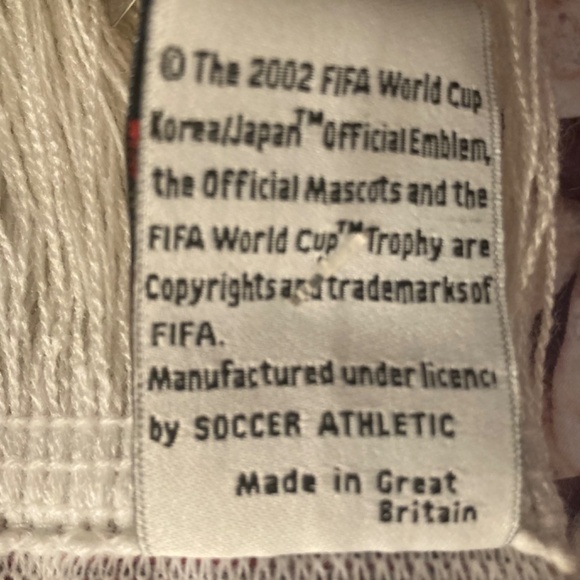 © The 2002 FIFA World Cup
Korea/Japan™ Official Emblem,
the Official Mascots and the
FIFA World Cup™ Trophy are
Copyrights and trademarks of
FIFA.
Manufactured under licence
by SOCCER ATHLETIC
Made in Great
Britain